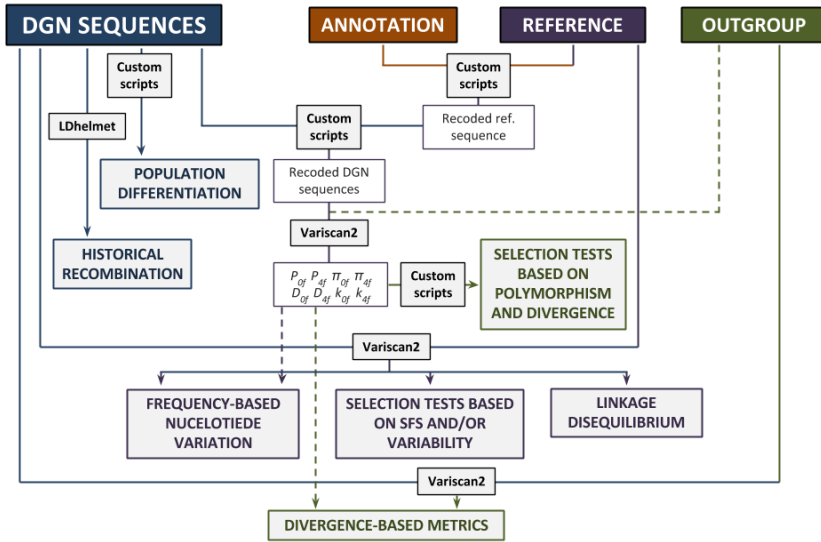 DGN SEQUENCES
ANNOTATION
REFERENCE
OUTGROUP
Custom
scripts
Custom
scripts
LDhelmet
Custom
scripts
Recoded ref.
sequence
POPULATION
DIFFERENTIATION
Recoded DGN
sequences
Variscan2
HISTORICAL
RECOMBINATION
P0f P4f π0f π4f
D0f D4f k0f k4f
Custom
scripts
SELECTION TESTS
BASED ON
POLYMORPHISM
AND DIVERGENCE
Variscan2
FREQUENCY-BASED
NUCELOTIEDE
VARIATION
SELECTION TESTS BASED
ON SFS AND/OR
VARIABILITY
LINKAGE
DISEQUILIBRIUM
Variscan2
DIVERGENCE-BASED METRICS